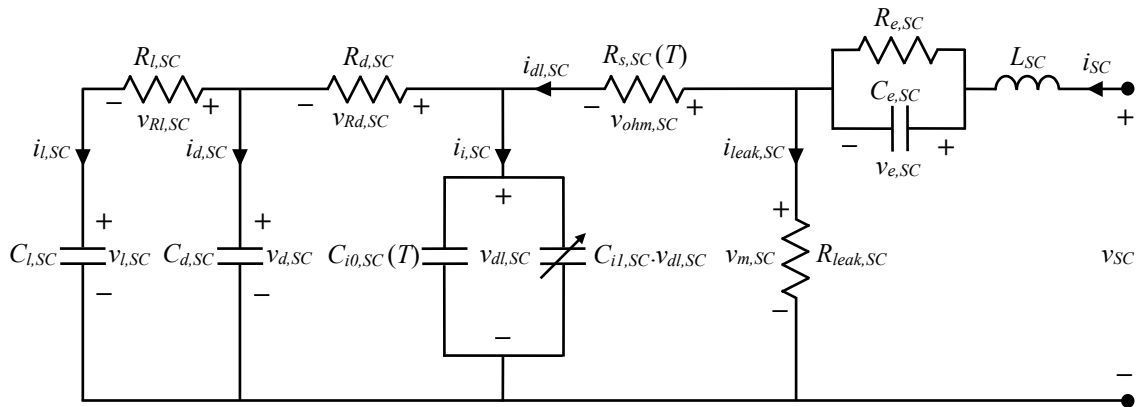 R_{e,SC}
R_{l,SC} R_{d,SC} i_{dl,SC} R_{s,SC}(T) C_{e,SC} L_{SC} i_{SC}
− + − + − + +
v_{Rl,SC} v_{Rd,SC} v_{ohm,SC} − +
i_{l,SC} i_{d,SC} i_{i,SC} i_{leak,SC} v_{e,SC}
+
+ + +
C_{l,SC} v_{l,SC} C_{d,SC} v_{d,SC} C_{i0,SC}(T) v_{dl,SC} C_{i1,SC}·v_{dl,SC} v_{m,SC} R_{leak,SC} v_{SC}
− − −
− −